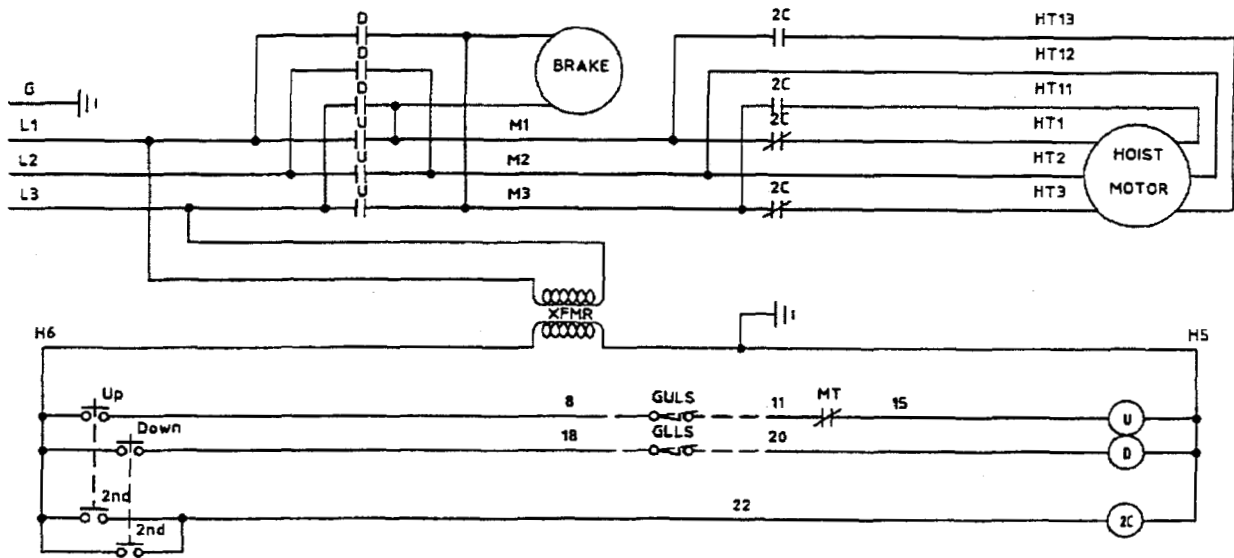 D
2C
HT13
D
BRAKE
HT12
G
D
2C
HT11
L1
U
M1
2C
HT1
L2
U
M2
HT2
HOIST
MOTOR
L3
U
M3
2C
HT3
XFMR
H6
H5
Up
8
GULS
11
MT
15
U
Down
18
GLLS
20
D
2nd
22
2C
2nd